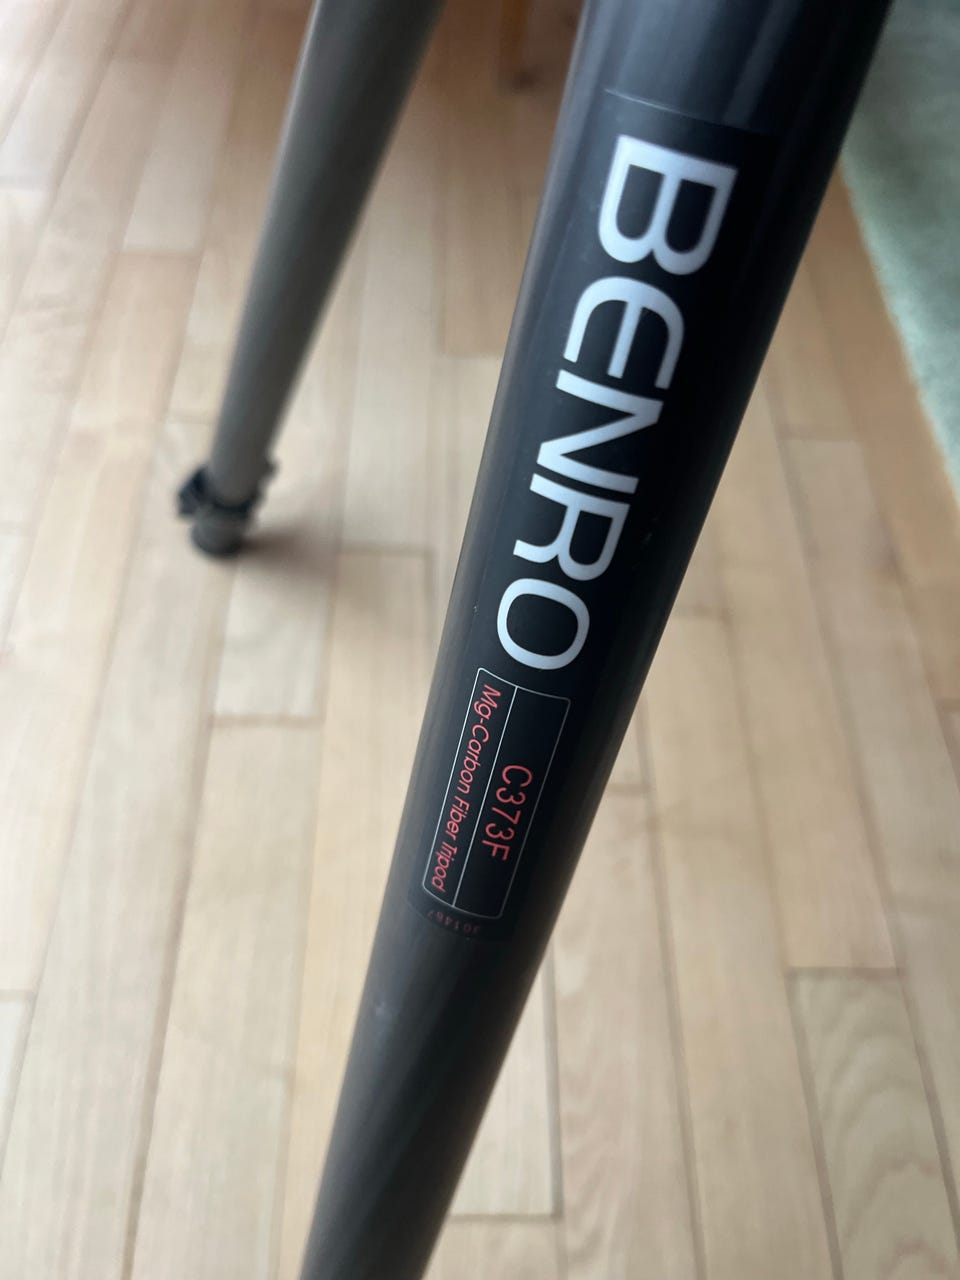 BENRO
C373F
Mg-Carbon Fiber Tripod